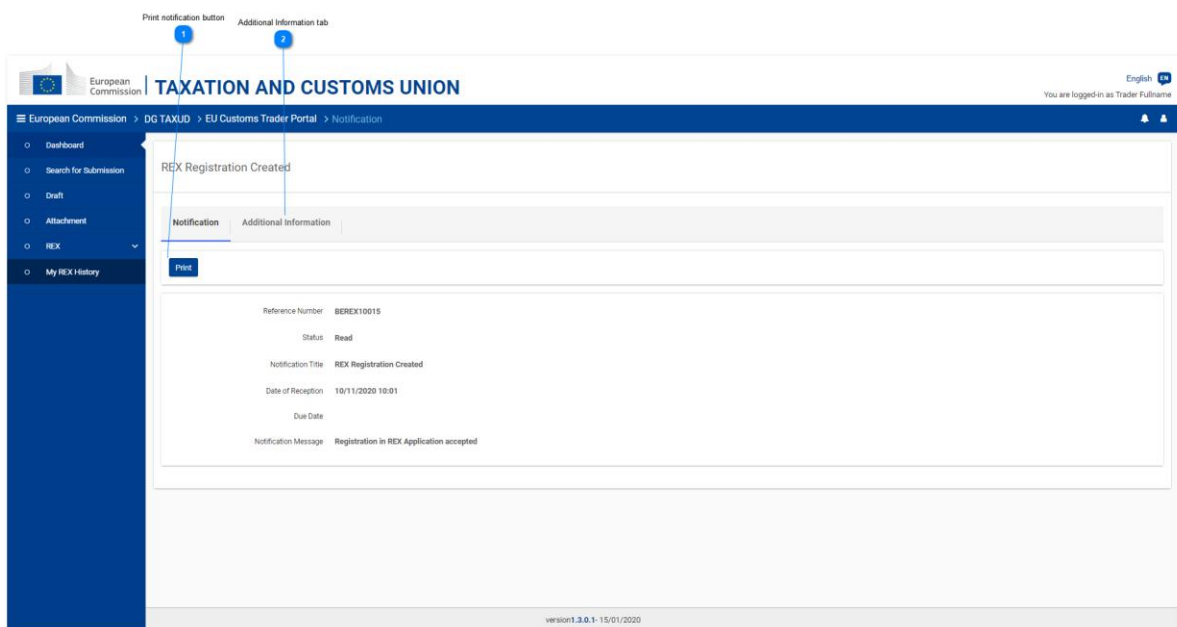 Print notification button
Additional Information tab
1
2
European
Commission
TAXATION AND CUSTOMS UNION
English EN
You are logged-in as Trader Fullname
European Commission > DG TAXUD > EU Customs Trader Portal > Notification
Dashboard
Search for Submission
Draft
Attachment
REX
My REX History
REX Registration Created
Notification Additional Information
Print
Reference Number BEREX10015
Status Read
Notification Title REX Registration Created
Date of Reception 10/11/2020 10:01
Due Date
Notification Message Registration in REX Application accepted
version1.3.0.1- 15/01/2020